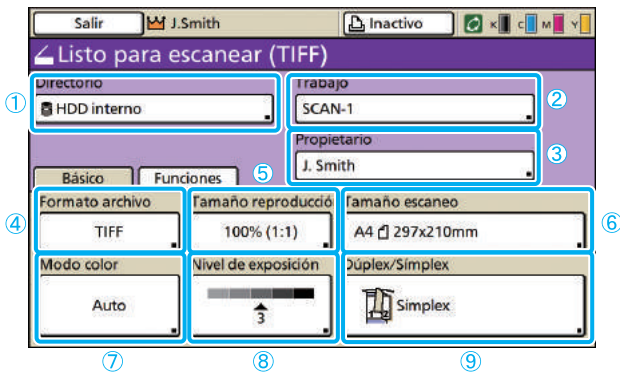 Salir J.Smith Inactivo K C M Y
Listo para escanear (TIFF)
Directorio Trabajo
① HDD interno SCAN-1 ②
Propietario
J. Smith ③
Básico Funciones ⑤
Formato archivo Tamaño reproducció Tamaño escaneo
④ TIFF 100% (1:1) A4 297x210mm ⑥
Modo color Nivel de exposición Dúplex/Símplex
Auto 3 Simplex
⑦ ⑧ ⑨